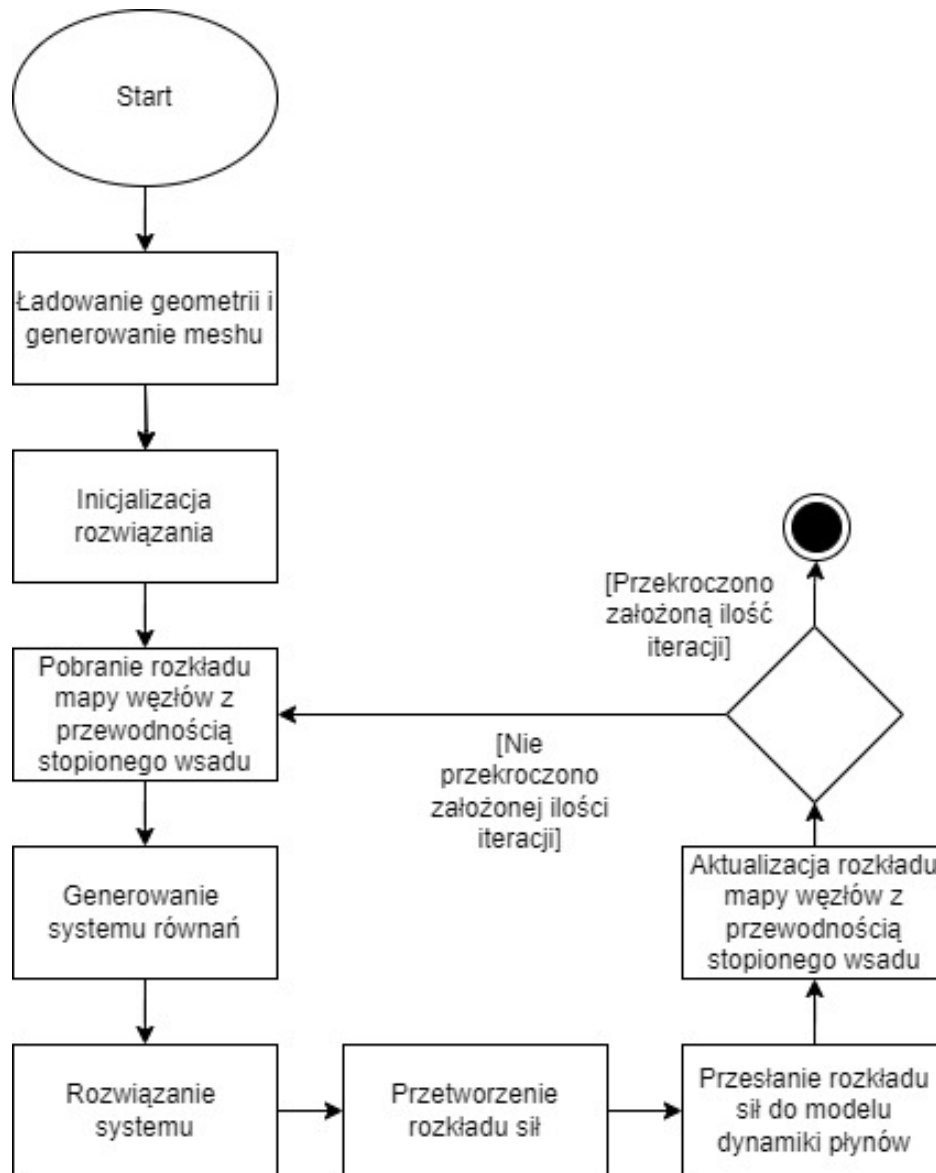 Start
Ładowanie geometrii i
generowanie meshu
Inicjalizacja
rozwiązania
Pobranie rozkładu
mapy węzłów z
przewodnością
stopionego wsadu
Generowanie
systemu równań
Rozwiązanie
systemu
Przetworzenie
rozkładu sił
Przesłanie rozkładu
sił do modelu
dynamiki płynów
Aktualizacja rozkładu
mapy węzłów z
przewodnością
stopionego wsadu
[Przekroczono
założoną ilość
iteracji]
[Nie
przekroczono
założonej ilości
iteracji]